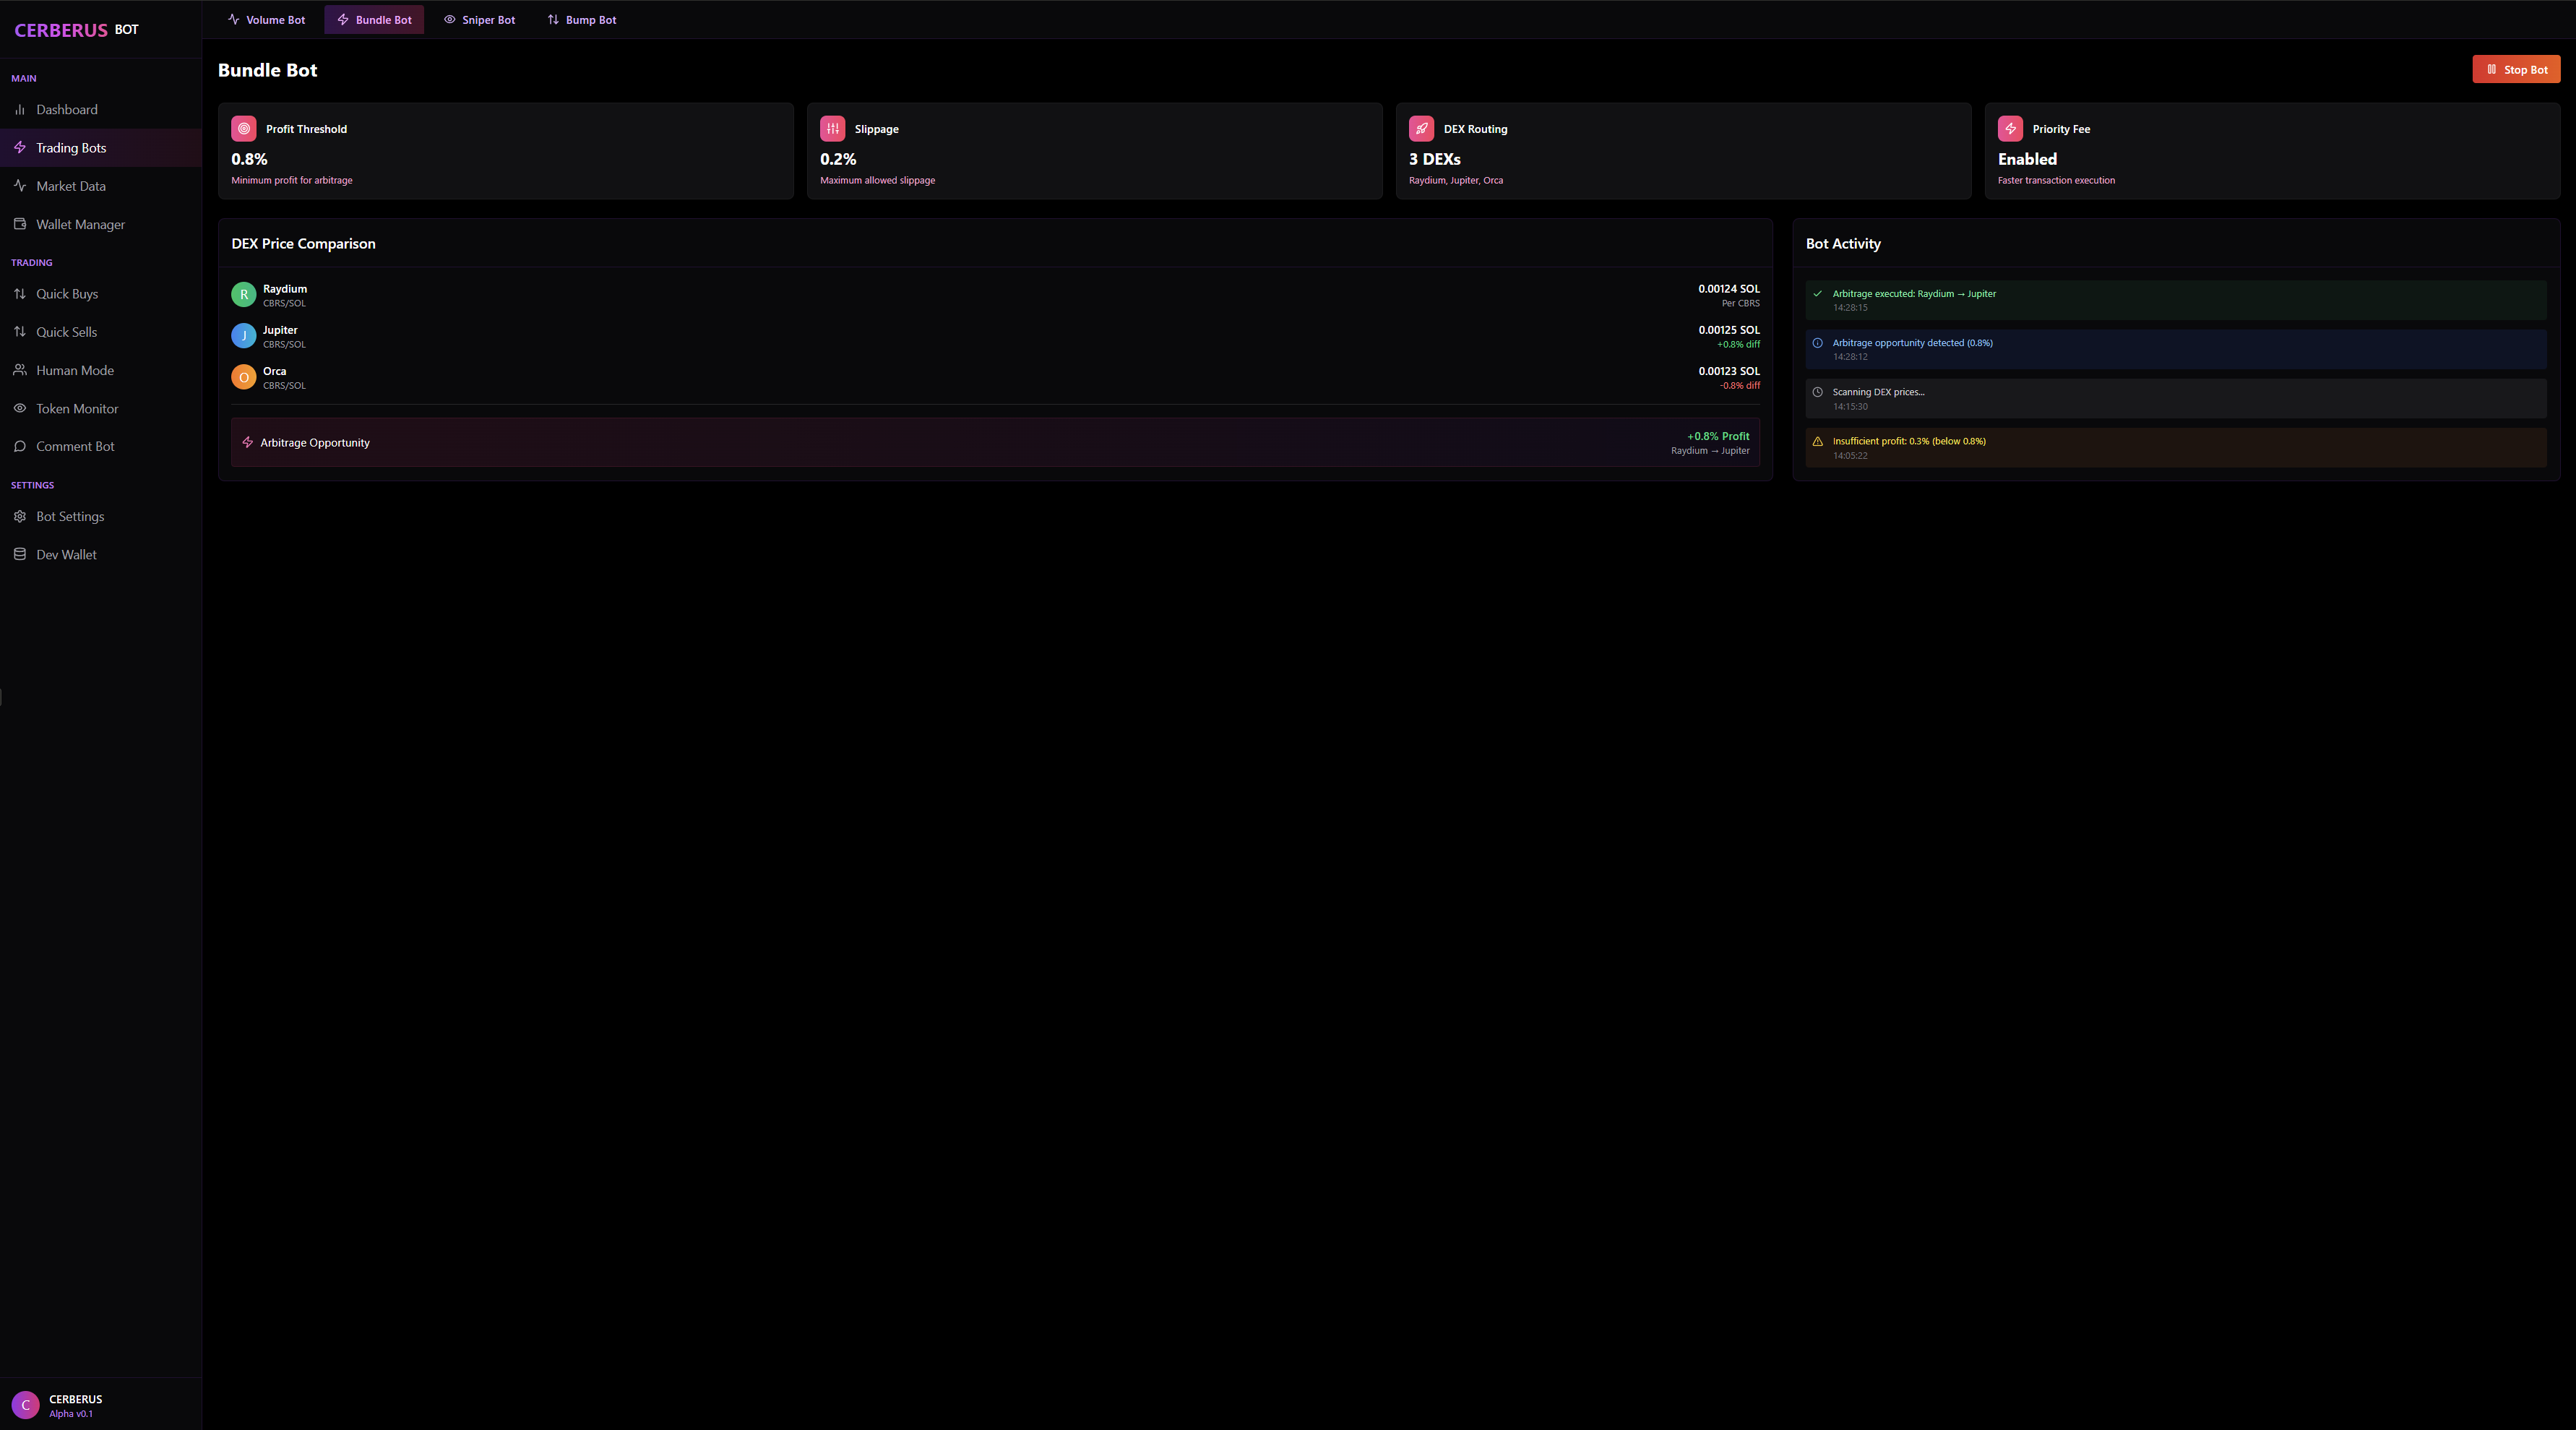 CERBERUS BOT
MAIN
Dashboard
Trading Bots
Market Data
Wallet Manager
TRADING
Quick Buys
Quick Sells
Human Mode
Token Monitor
Comment Bot
SETTINGS
Bot Settings
Dev Wallet
C
CERBERUS
Alpha v0.1
Volume Bot
Bundle Bot
Sniper Bot
Bump Bot
Bundle Bot
Stop Bot
Profit Threshold
0.8%
Minimum profit for arbitrage
Slippage
0.2%
Maximum allowed slippage
DEX Routing
3 DEXs
Raydium, Jupiter, Orca
Priority Fee
Enabled
Faster transaction execution
DEX Price Comparison
R
Raydium
CBRS/SOL
0.00124 SOL
Per CBRS
J
Jupiter
CBRS/SOL
0.00125 SOL
+0.8% diff
O
Orca
CBRS/SOL
0.00123 SOL
-0.8% diff
Arbitrage Opportunity
+0.8% Profit
Raydium → Jupiter
Bot Activity
Arbitrage executed: Raydium → Jupiter
14:28:15
Arbitrage opportunity detected (0.8%)
14:28:12
Scanning DEX prices...
14:15:30
Insufficient profit: 0.3% (below 0.8%)
14:05:22